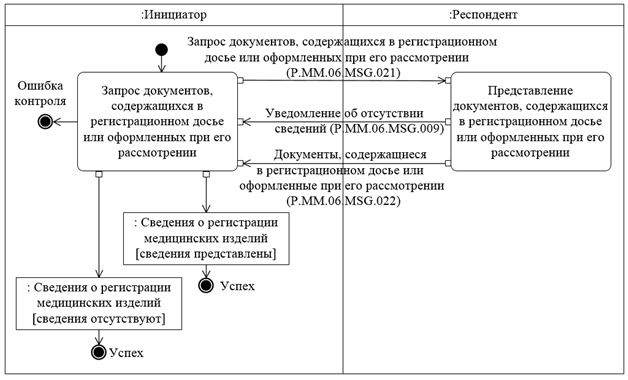 :Инициатор
:Респондент
Запрос документов, содержащихся в регистрационном
досье или оформленных при его рассмотрении
(P.MM.06.MSG.021)
Ошибка
контроля
Запрос документов,
содержащихся в
регистрационном досье
или оформленных при его
рассмотрении
Представление
документов, содержащихся
в регистрационном досье
или оформленных при его
рассмотрении
Уведомление об отсутствии
сведений (P.MM.06.MSG.009)
Документы, содержащиеся
в регистрационном досье или
оформленные при его рассмотрении
(P.MM.06.MSG.022)
: Сведения о регистрации
медицинских изделий
[сведения представлены]
Успех
: Сведения о регистрации
медицинских изделий
[сведения отсутствуют]
Успех